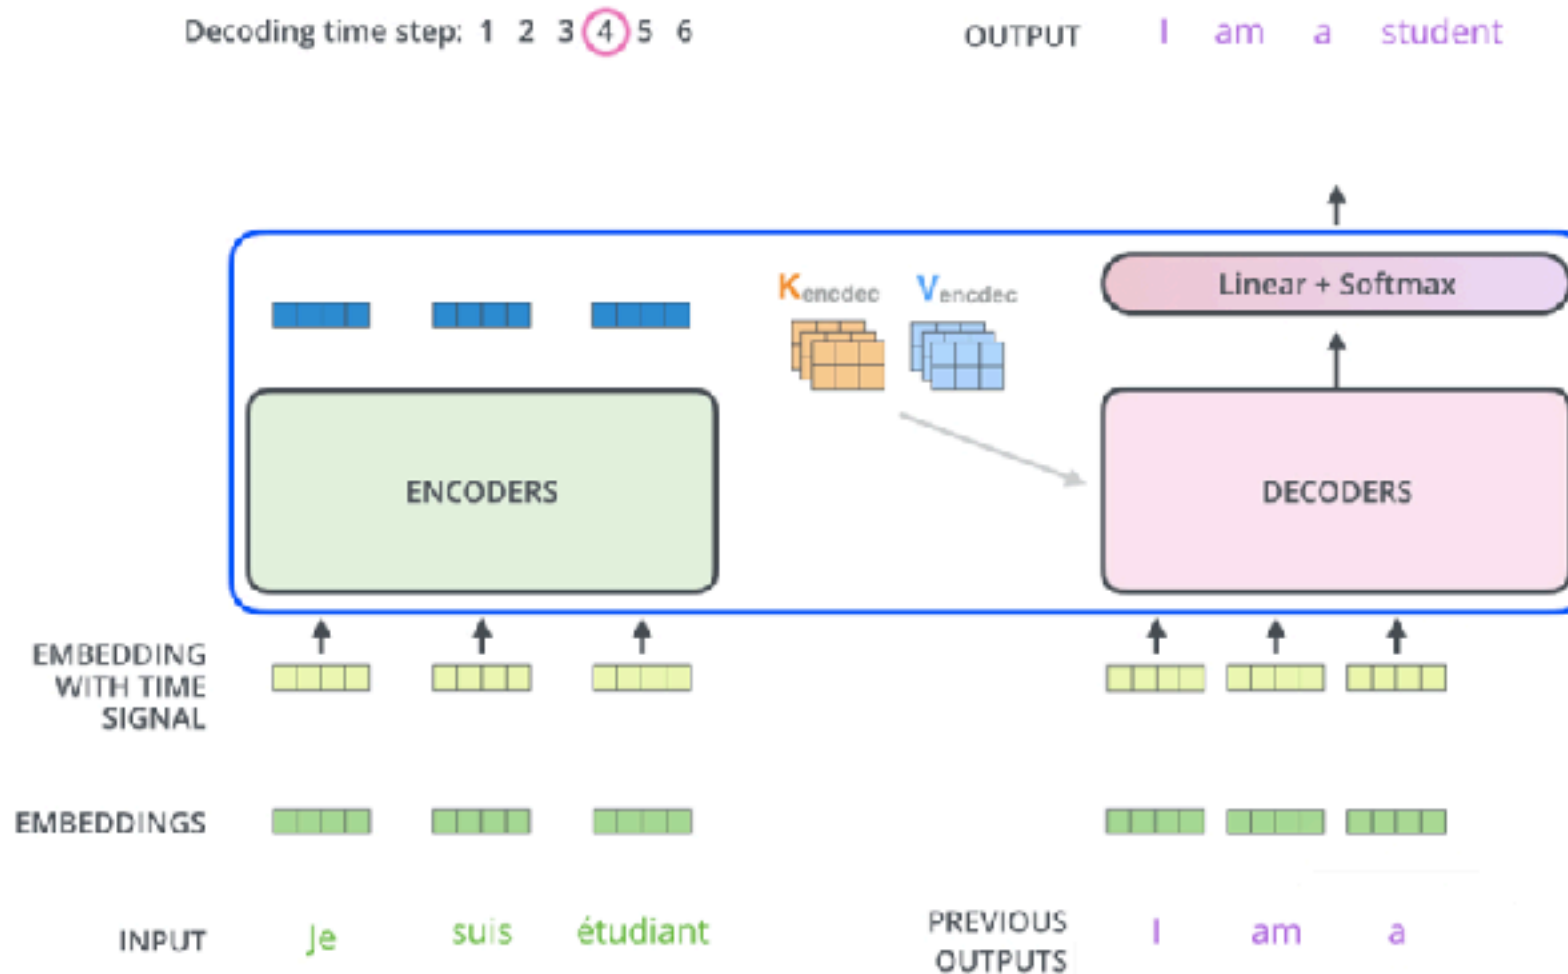 Decoding time step: 1 2 3 4 5 6
OUTPUT I am a student
Kencdec Vencdec
Linear + Softmax
ENCODERS
DECODERS
EMBEDDING
WITH TIME
SIGNAL
EMBEDDINGS
INPUT Je suis étudiant
PREVIOUS
OUTPUTS
I am a